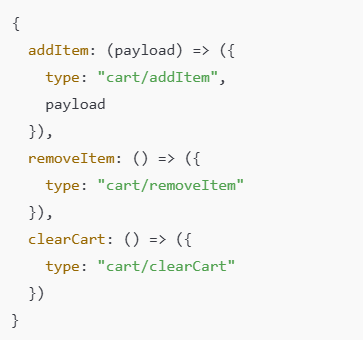 {
  addItem: (payload) => ({
    type: "cart/addItem",
    payload
  }),
  removeItem: () => ({
    type: "cart/removeItem"
  }),
  clearCart: () => ({
    type: "cart/clearCart"
  })
}